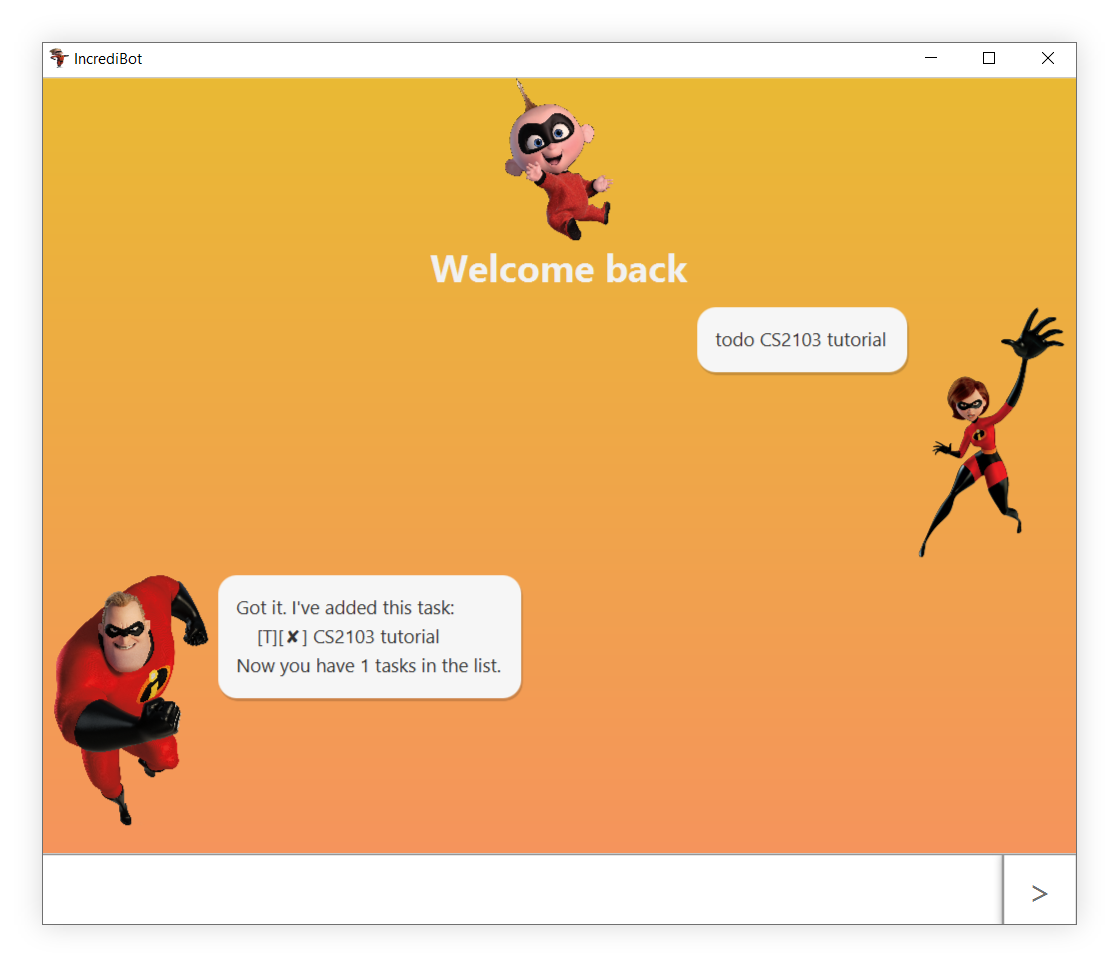 IncrediBot
Welcome back
todo CS2103 tutorial
Got it. I've added this task:
[T][✘] CS2103 tutorial
Now you have 1 tasks in the list.
>